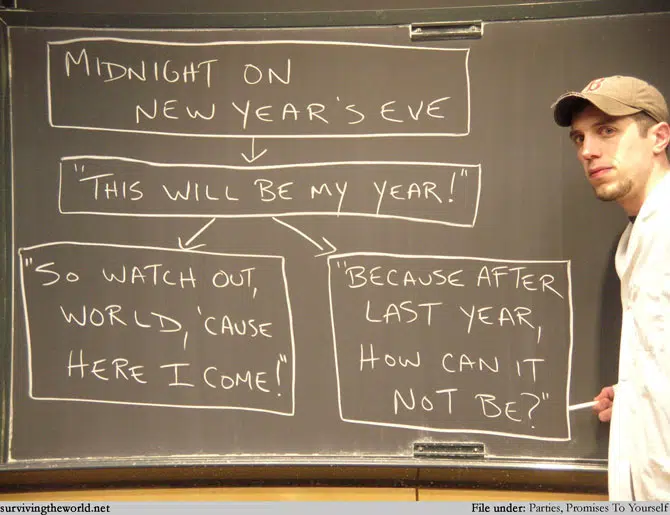 MIDNIGHT ON
NEW YEAR'S EVE
"THIS WILL BE MY YEAR!"
"SO WATCH OUT,
WORLD, 'CAUSE
HERE I COME!"
"BECAUSE AFTER
LAST YEAR,
HOW CAN IT
NOT BE?"
survivingtheworld.net
File under: Parties, Promises To Yourself